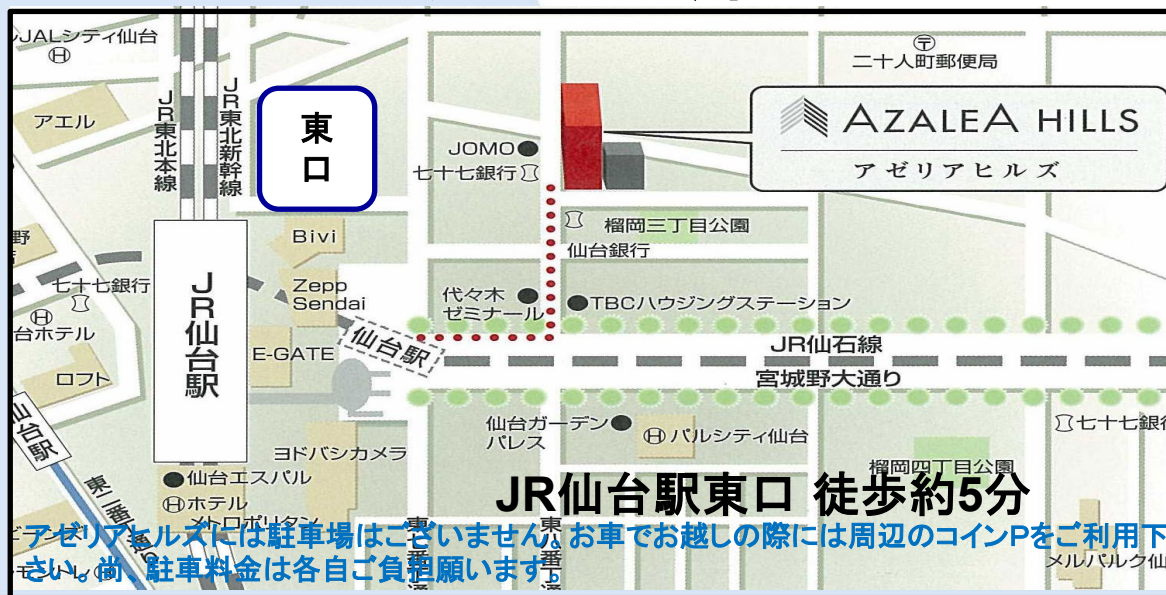 JALシティ仙台
Ⓗ
アエル
JR東北本線
JR東北新幹線
東口
〒
二十人町郵便局
AZALEA HILLS
アゼリアヒルズ
JOMO
七十七銀行
榴岡三丁目公園
仙台銀行
Bivi
Zepp
Sendai
野
七十七銀行
Ⓗ
台ホテル
JR仙台駅
代々木
ゼミナール
TBCハウジングステーション
仙台駅
E-GATE
JR仙石線
宮城野大通り
ロフト
仙台駅
仙台ガーデン
パレス
Ⓗパルシティ仙台
七十七銀行
ヨドバシカメラ
榴岡四丁目公園
仙台エスパル
Ⓗホテル
メトロポリタン
JR仙台駅東口 徒歩約5分
アゼリアヒルズには駐車場はございません。お車でお越しの際には周辺のコインPをご利用下
さい。尚、駐車料金は各自ご負担願います。
メルパルク仙